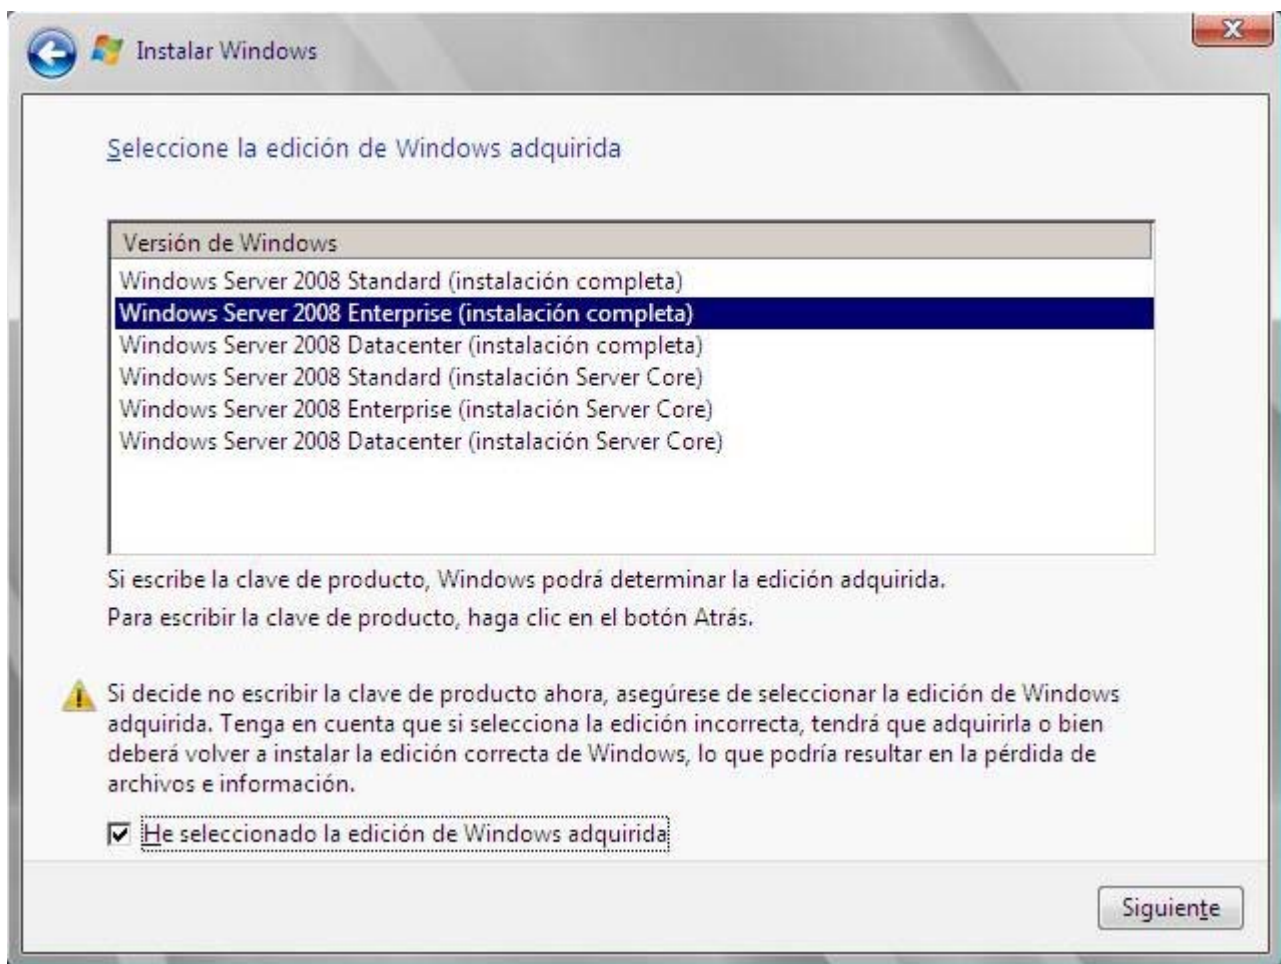 Instalar Windows
Seleccione la edición de Windows adquirida
Versión de Windows
Windows Server 2008 Standard (instalación completa)
Windows Server 2008 Enterprise (instalación completa)
Windows Server 2008 Datacenter (instalación completa)
Windows Server 2008 Standard (instalación Server Core)
Windows Server 2008 Enterprise (instalación Server Core)
Windows Server 2008 Datacenter (instalación Server Core)
Si escribe la clave de producto, Windows podrá determinar la edición adquirida.
Para escribir la clave de producto, haga clic en el botón Atrás.
Si decide no escribir la clave de producto ahora, asegúrese de seleccionar la edición de Windows
adquirida. Tenga en cuenta que si selecciona la edición incorrecta, tendrá que adquirirla o bien
deberá volver a instalar la edición correcta de Windows, lo que podría resultar en la pérdida de
archivos e información.
He seleccionado la edición de Windows adquirida
Siguiente